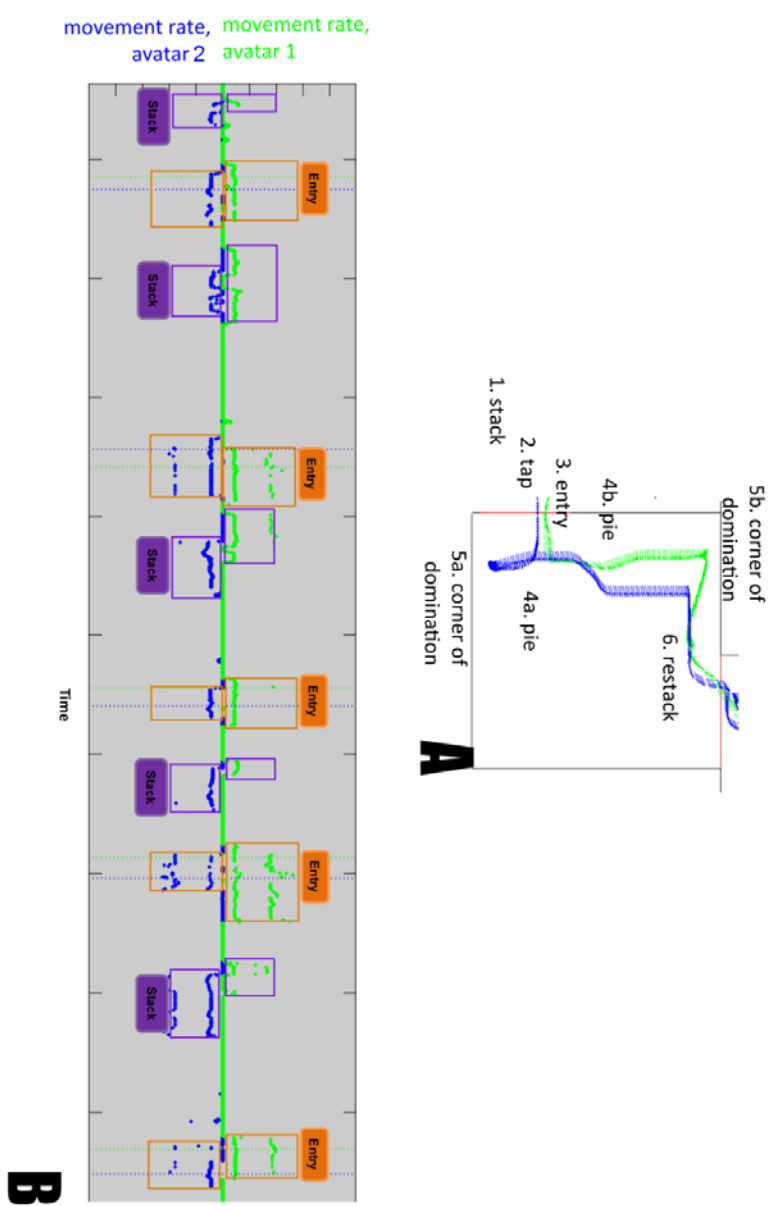 movement rate,
avatar 2
movement rate,
avatar 1
Stack
Entry
Stack
Entry
Stack
Entry
Stack
Entry
Stack
Entry
Time
B
1. stack
2. tap
3. entry
4b. pie
5b. corner of
domination
4a. pie
5a. corner of
domination
6. restack
A